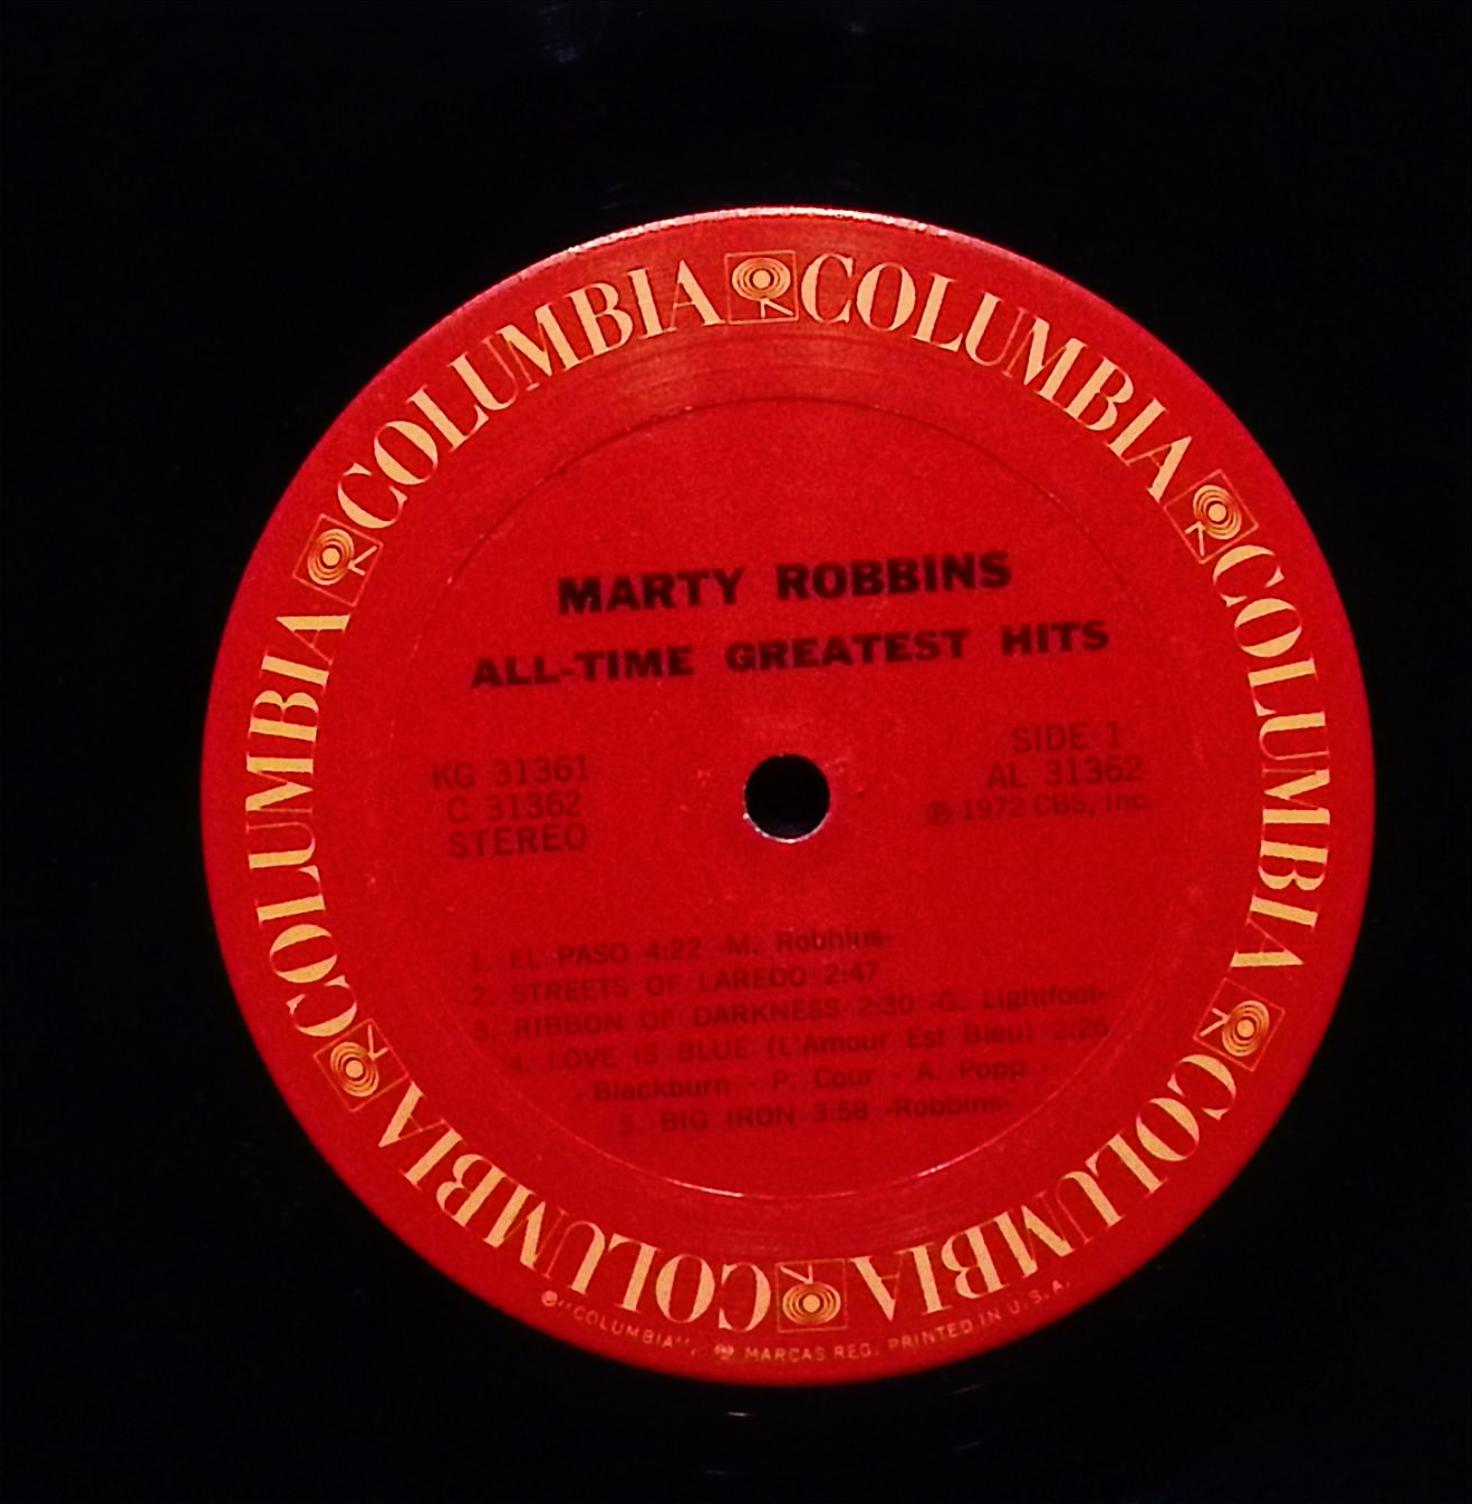 COLUMBIA COLUMBIA COLUMBIA COLUMBIA COLUMBIA COLUMBIA
MARTY ROBBINS
ALL-TIME GREATEST HITS
KG 31361
C 31362
STEREO
SIDE 1
AL 31362
℗ 1972 CBS, Inc.
1. EL PASO 4:22 -M. Robbins-
2. STREETS OF LAREDO 2:47
3. RIBBON OF DARKNESS 2:30 -G. Lightfoot-
4. LOVE IS BLUE (L'Amour Est Bleu) 2:25
- Blackburn - P. Cour - A. Popp -
5. BIG IRON 3:58 -Robbins-
® "COLUMBIA", MARCAS REG. PRINTED IN U.S.A.